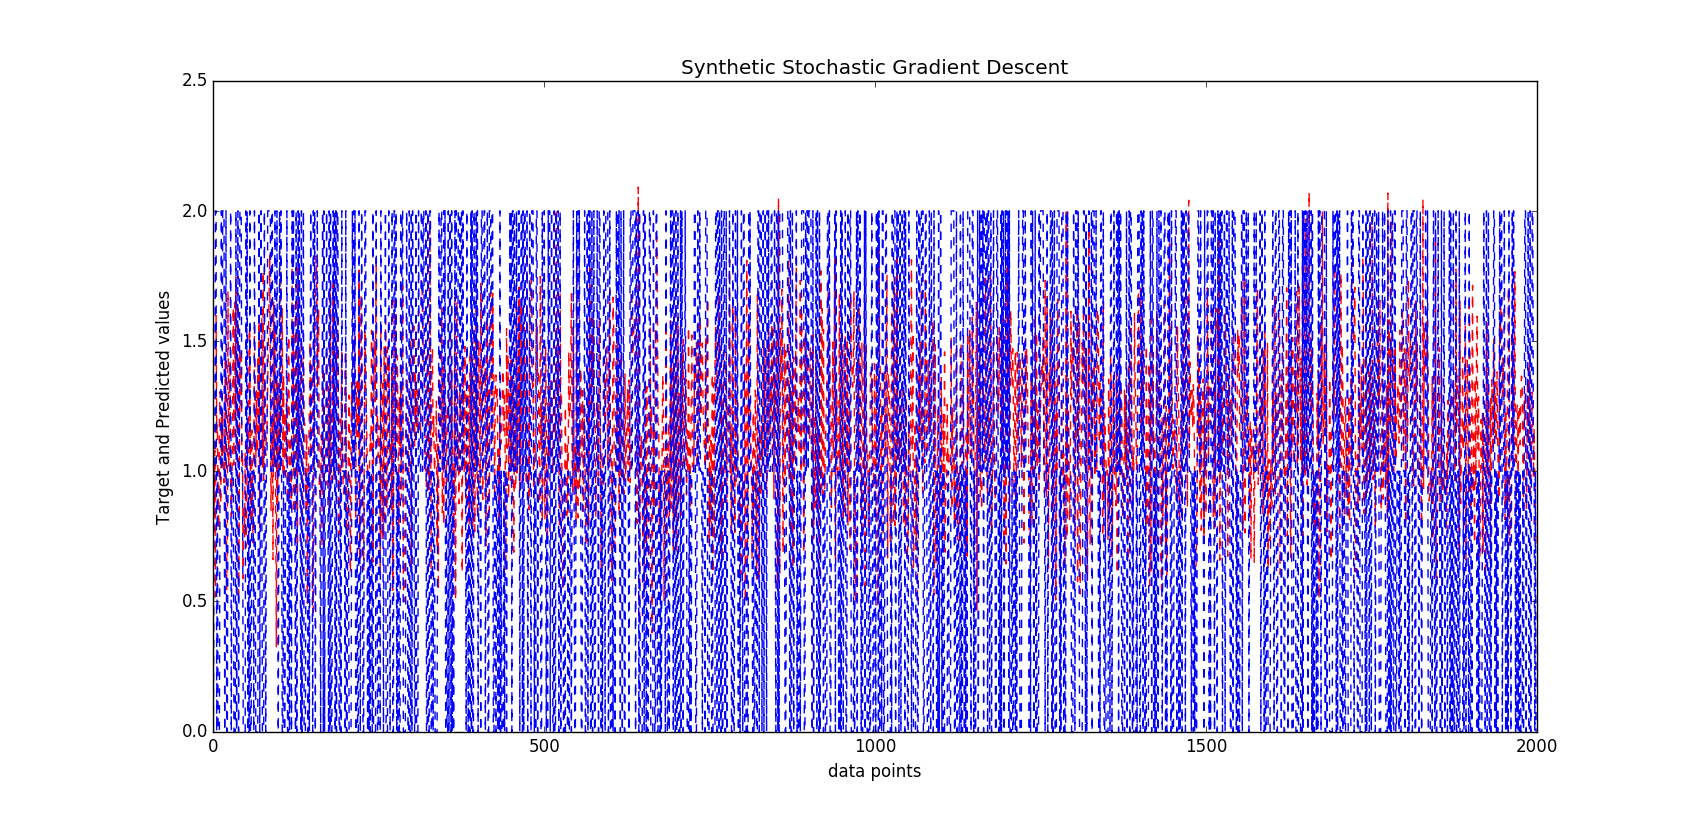 Synthetic Stochastic Gradient Descent
2.5
2.0
1.5
1.0
0.5
0.0
Target and Predicted values
0 500 1000 1500 2000
data points